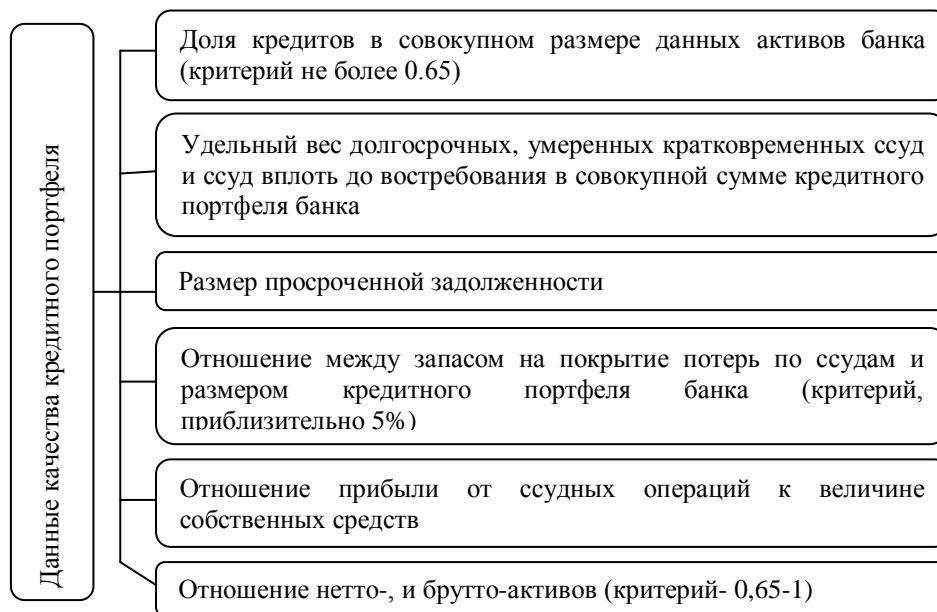 Данные качества кредитного портфеля
Доля кредитов в совокупном размере данных активов банка
(критерий не более 0.65)
Удельный вес долгосрочных, умеренных кратковременных ссуд
и ссуд вплоть до востребования в совокупной сумме кредитного
портфеля банка
Размер просроченной задолженности
Отношение между запасом на покрытие потерь по ссудам и
размером кредитного портфеля банка (критерий,
приблизительно 5%)
Отношение прибыли от ссудных операций к величине
собственных средств
Отношение нетто-, и брутто-активов (критерий- 0,65-1)